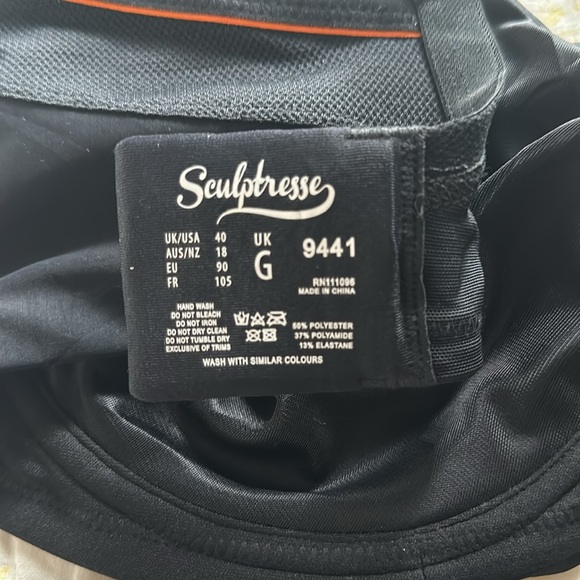 Sculptresse
UK/USA 40
AUS/NZ 18
EU 90
FR 105
UK
G
9441
RN111096
MADE IN CHINA
HAND WASH
DO NOT BLEACH
DO NOT IRON
DO NOT DRY CLEAN
DO NOT TUMBLE DRY
EXCLUSIVE OF TRIMS
50% POLYESTER
37% POLYAMIDE
13% ELASTANE
WASH WITH SIMILAR COLOURS